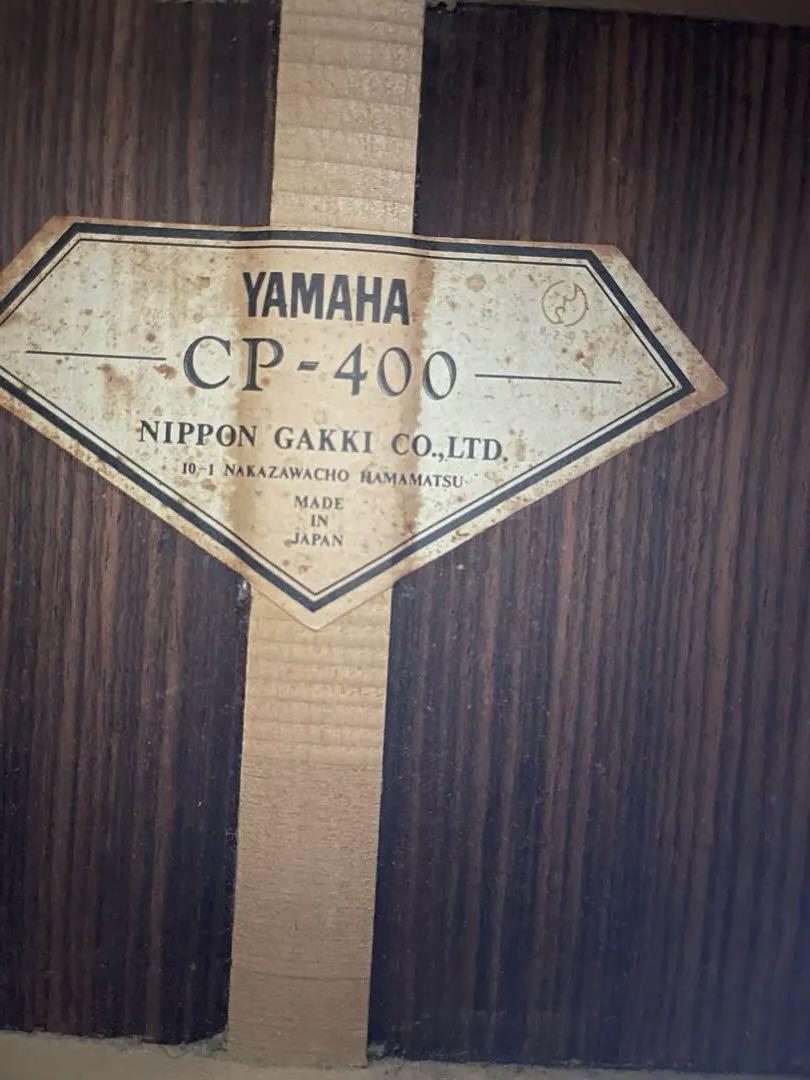 YAMAHA
CP-400
NIPPON GAKKI CO.,LTD.
10-1 NAKAZAWACHO HAMAMATSU
MADE
IN
JAPAN